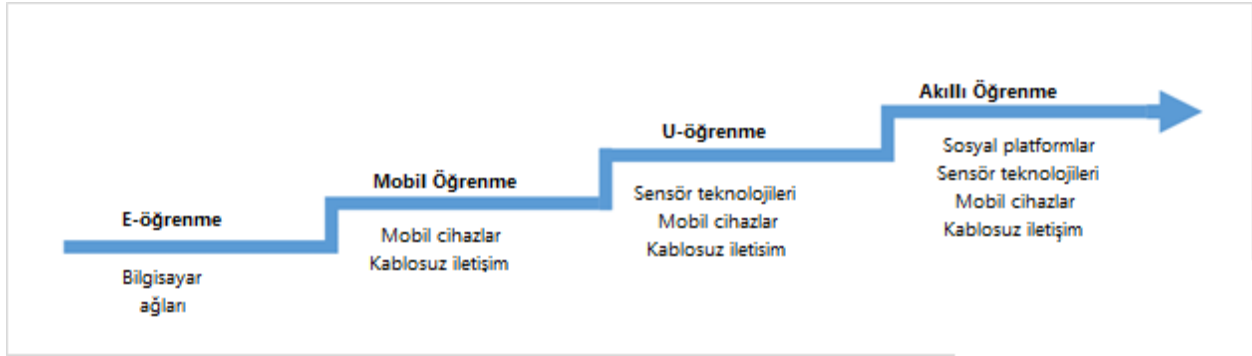 E-öğrenme
Bilgisayar
ağları
Mobil Öğrenme
Mobil cihazlar
Kablosuz iletişim
U-öğrenme
Sensör teknolojileri
Mobil cihazlar
Kablosuz iletisim
Akıllı Öğrenme
Sosyal platformlar
Sensör teknolojileri
Mobil cihazlar
Kablosuz iletişim